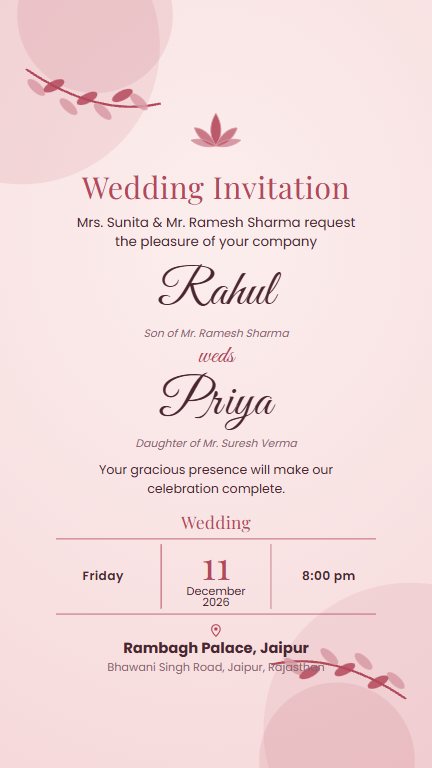 Wedding Invitation
Mrs. Sunita & Mr. Ramesh Sharma request
the pleasure of your company
Rahul
Son of Mr. Ramesh Sharma
weds
Priya
Daughter of Mr. Suresh Verma
Your gracious presence will make our
celebration complete.
Wedding
Friday
11
December
2026
8:00 pm
Rambagh Palace, Jaipur
Bhawani Singh Road, Jaipur, Rajasthan